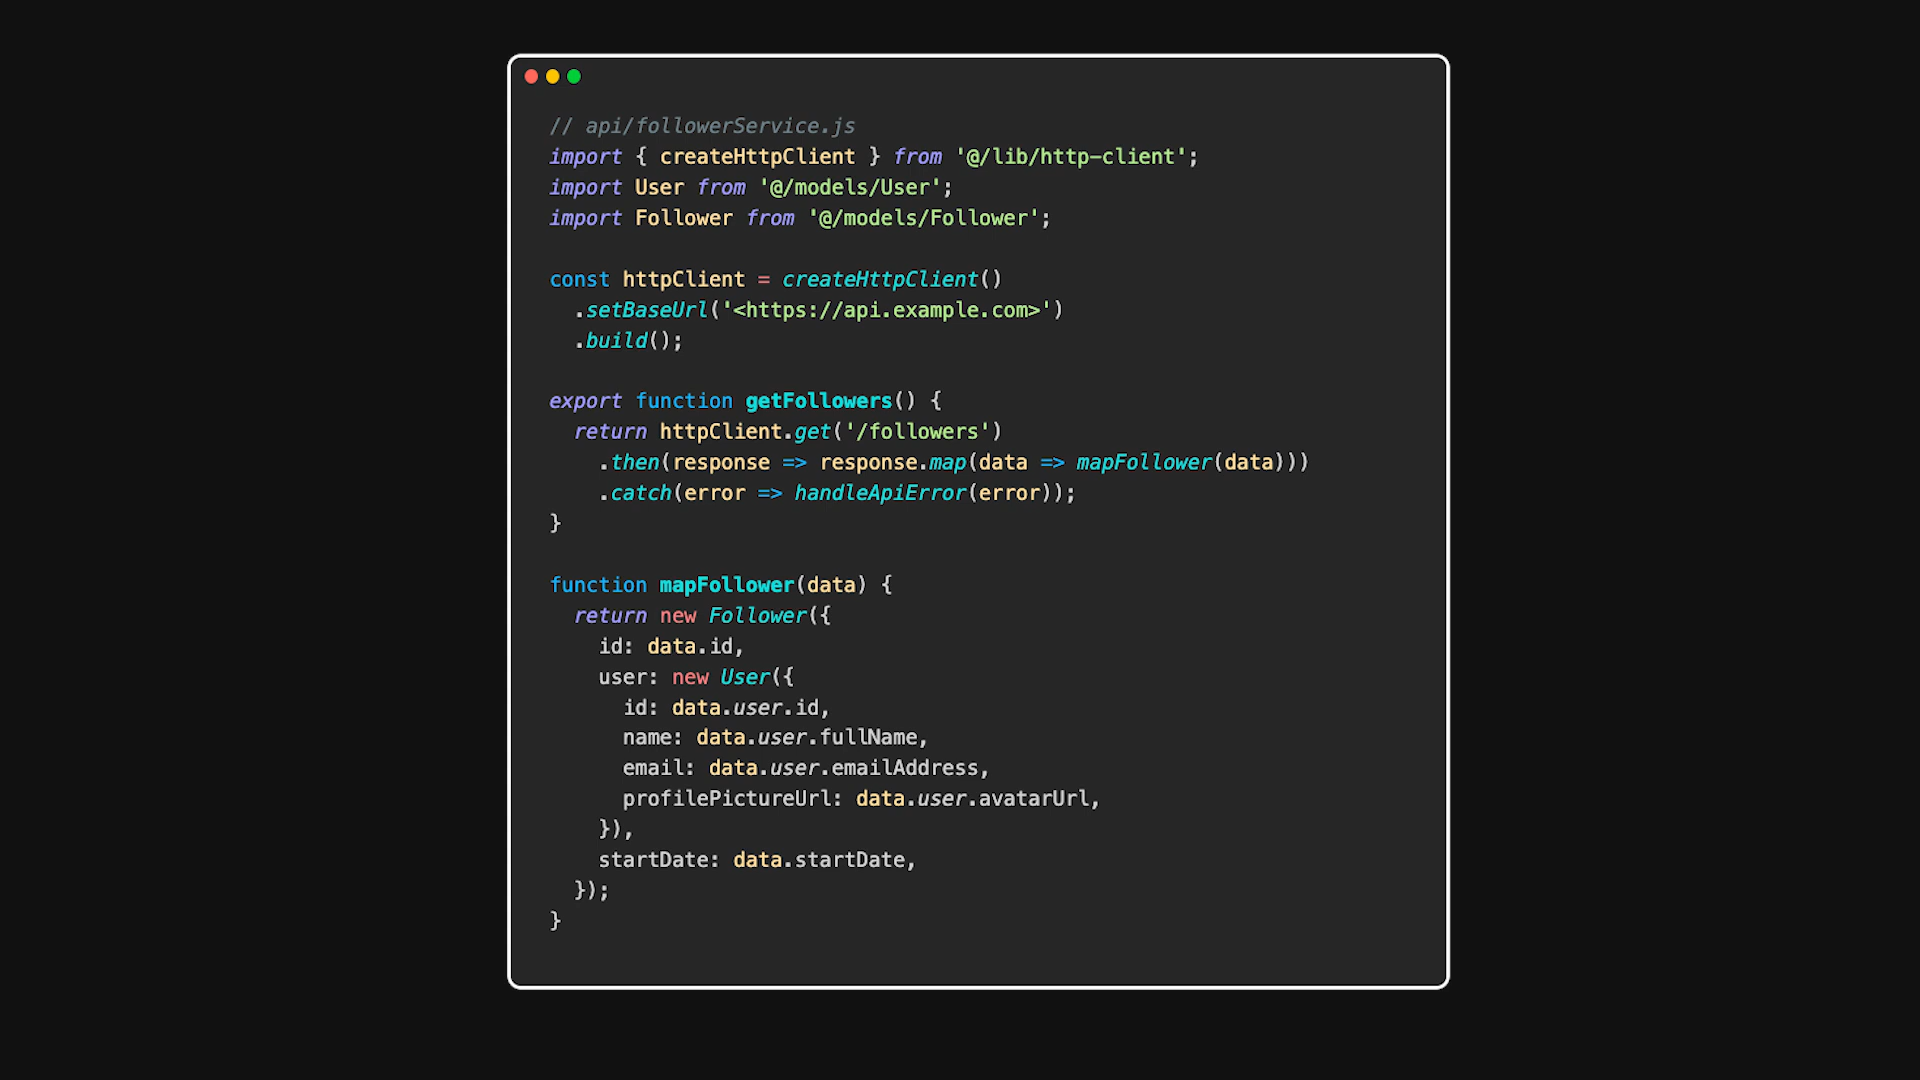 // api/followerService.js
import { createHttpClient } from '@/lib/http-client';
import User from '@/models/User';
import Follower from '@/models/Follower';

const httpClient = createHttpClient()
  .setBaseUrl('<https://api.example.com>')
  .build();

export function getFollowers() {
  return httpClient.get('/followers')
    .then(response => response.map(data => mapFollower(data)))
    .catch(error => handleApiError(error));
}

function mapFollower(data) {
  return new Follower({
    id: data.id,
    user: new User({
      id: data.user.id,
      name: data.user.fullName,
      email: data.user.emailAddress,
      profilePictureUrl: data.user.avatarUrl,
    }),
    startDate: data.startDate,
  });
}